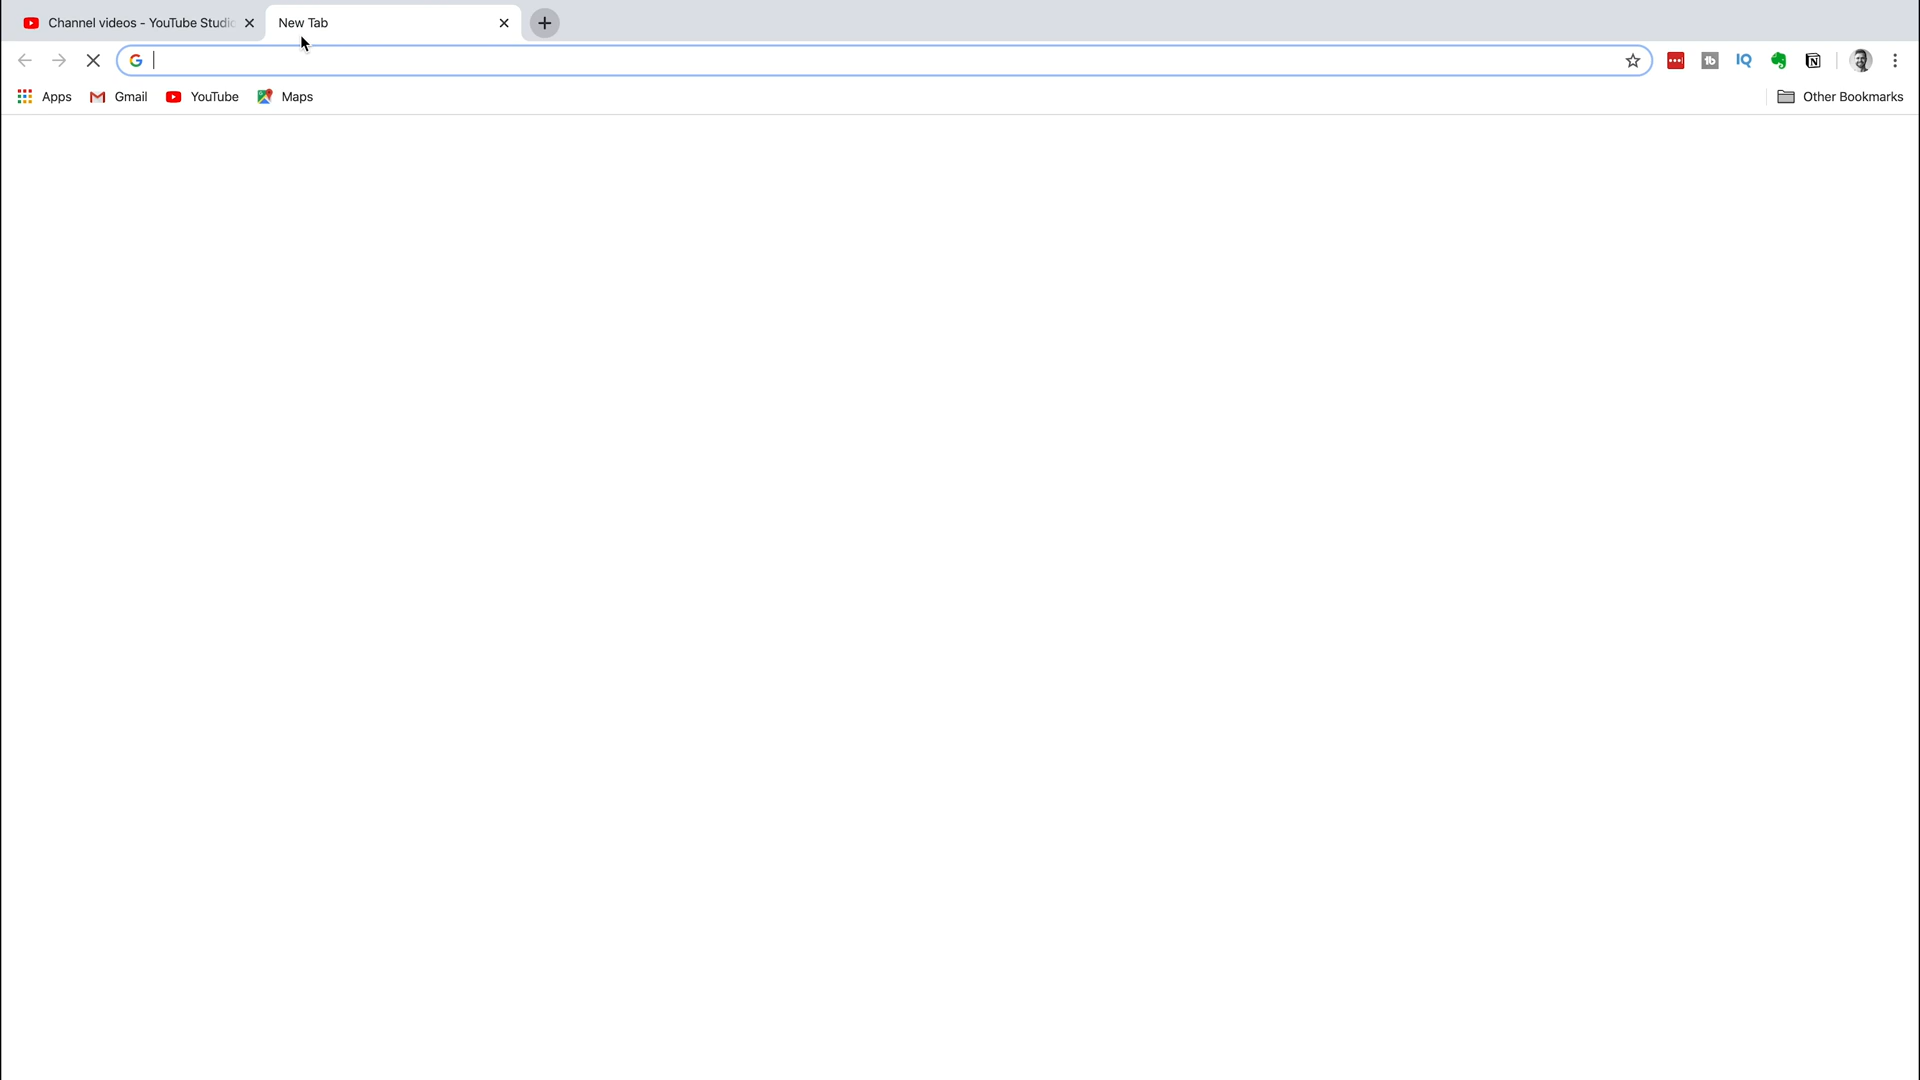 Channel videos - YouTube Studio
New Tab
Apps
Gmail
YouTube
Maps
Other Bookmarks